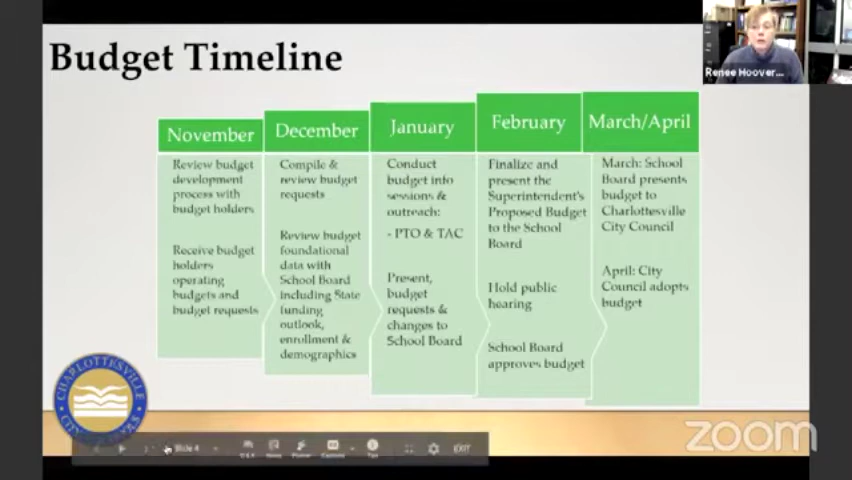 Budget Timeline
Renee Hoover...
November
Review budget
development
process with
budget holders
Receive budget
holders
operating
budgets and
budget requests
December
Compile &
review budget
requests
Review budget
foundational
data with
School Board
including State
funding
outlook,
enrollment &
demographics
January
Conduct
budget info
sessions &
outreach:
- PTO & TAC
Present,
budget
requests &
changes to
School Board
February
Finalize and
present the
Superintendent's
Proposed Budget
to the School
Board
Hold public
hearing
School Board
approves budget
March/April
March: School
Board presents
budget to
Charlottesville
City Council
April: City
Council adopts
budget
CHARLOTTESVILLE
Slide 4
EXIT
zoom